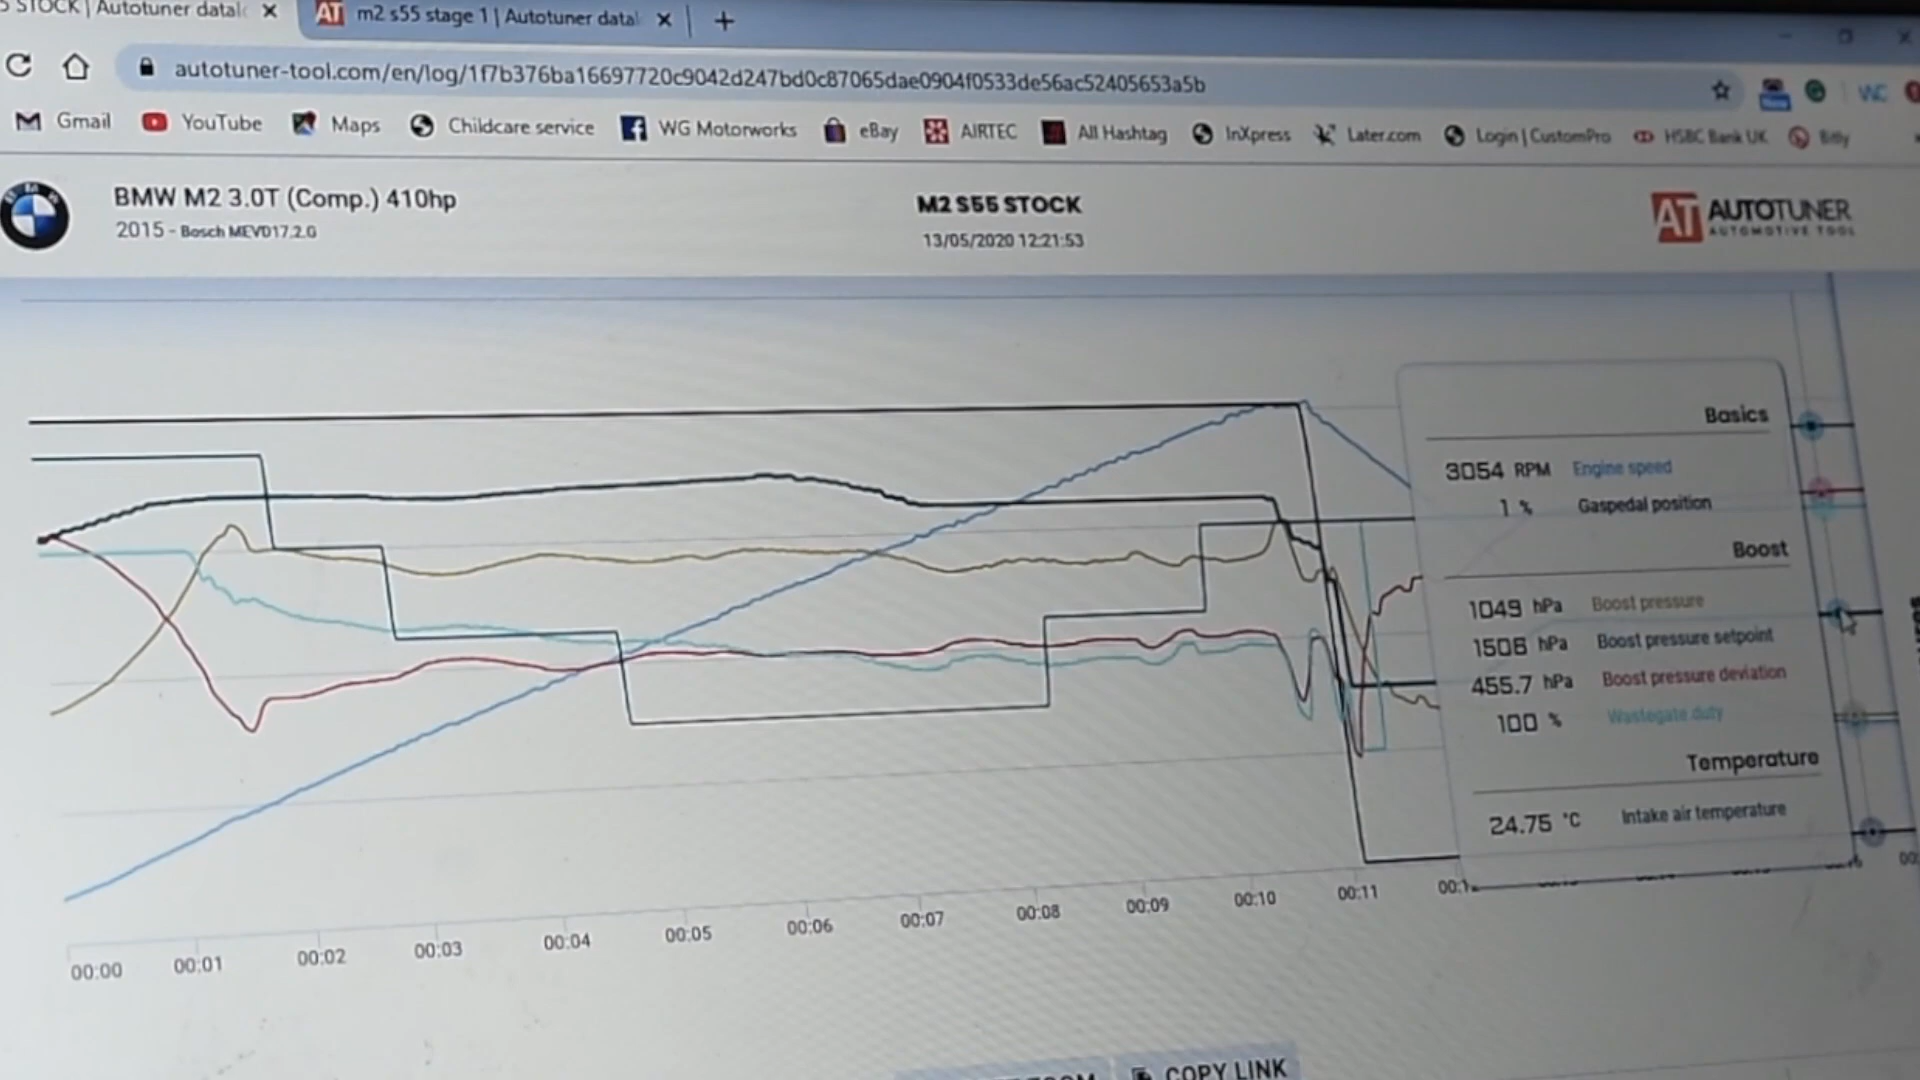 STOCK | Autotuner datal
m2 s55 stage 1 | Autotuner data
autotuner-tool.com/en/log/1f7b376ba16697720c9042d247bd0c87065dae0904f0533de56ac52405653a5b
Gmail YouTube Maps Childcare service WG Motorworks eBay AIRTEC All Hashtag InXpress Later.com Login | CustomPro HSBC Bank UK Bitly
BMW M2 3.0T (Comp.) 410hp
2015 - Bosch MEVD17.2.G
M2 S55 STOCK
13/05/2020 12:21:53
AT AUTOTUNER
AUTOMOTIVE TOOL
Basics
3054 RPM Engine speed
1 % Gaspedal position
Boost
1049 hPa Boost pressure
1508 hPa Boost pressure setpoint
455.7 hPa Boost pressure deviation
100 % Wastegate duty
Temperature
24.75 °C Intake air temperature
00:00 00:01 00:02 00:03 00:04 00:05 00:06 00:07 00:08 00:09 00:10 00:11
COPY LINK